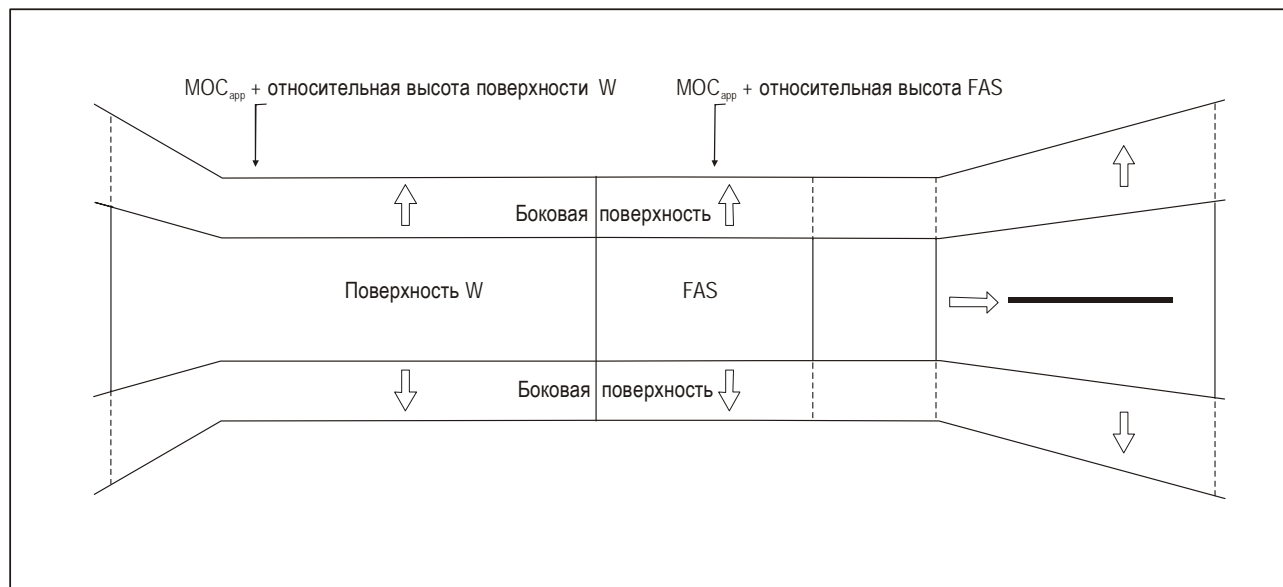 MOCapp + относительная высота поверхности W
MOCapp + относительная высота FAS
Боковая поверхность
Поверхность W
FAS
Боковая поверхность